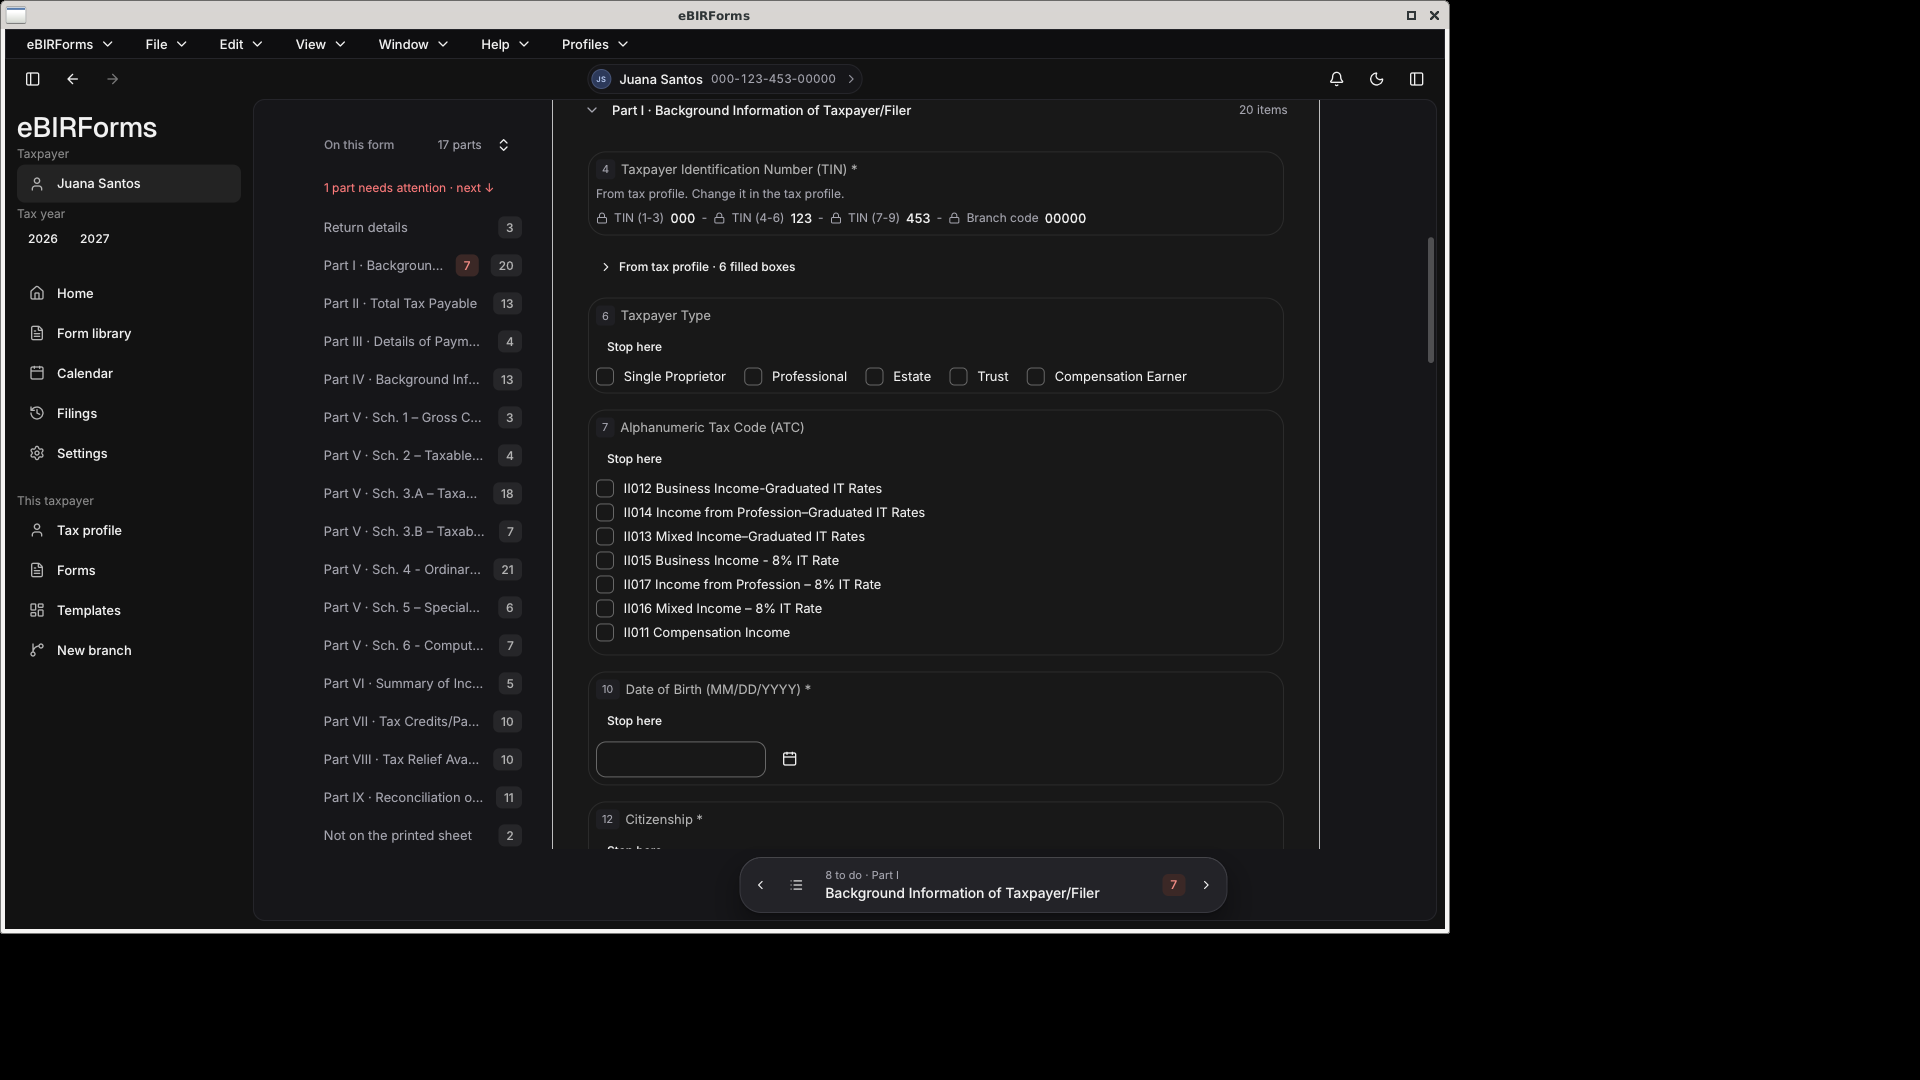 eBIRForms
eBIRForms File Edit View Window Help Profiles
JS Juana Santos 000-123-453-00000
eBIRForms
Taxpayer
Juana Santos
Tax year
2026 2027
Home
Form library
Calendar
Filings
Settings
This taxpayer
Tax profile
Forms
Templates
New branch
On this form 17 parts
1 part needs attention · next ↓
Return details 3
Part I · Backgroun... 7 20
Part II · Total Tax Payable 13
Part III · Details of Paym... 4
Part IV · Background Inf... 13
Part V · Sch. 1 – Gross C... 3
Part V · Sch. 2 – Taxable... 4
Part V · Sch. 3.A – Taxa... 18
Part V · Sch. 3.B – Taxab... 7
Part V · Sch. 4 - Ordinar... 21
Part V · Sch. 5 – Special... 6
Part V · Sch. 6 - Comput... 7
Part VI · Summary of Inc... 5
Part VII · Tax Credits/Pa... 10
Part VIII · Tax Relief Ava... 10
Part IX · Reconciliation o... 11
Not on the printed sheet 2
Part I · Background Information of Taxpayer/Filer 20 items
4 Taxpayer Identification Number (TIN) *
From tax profile. Change it in the tax profile.
TIN (1-3) 000 - TIN (4-6) 123 - TIN (7-9) 453 - Branch code 00000
From tax profile · 6 filled boxes
6 Taxpayer Type
Stop here
Single Proprietor Professional Estate Trust Compensation Earner
7 Alphanumeric Tax Code (ATC)
Stop here
II012 Business Income-Graduated IT Rates
II014 Income from Profession–Graduated IT Rates
II013 Mixed Income–Graduated IT Rates
II015 Business Income - 8% IT Rate
II017 Income from Profession – 8% IT Rate
II016 Mixed Income – 8% IT Rate
II011 Compensation Income
10 Date of Birth (MM/DD/YYYY) *
Stop here
12 Citizenship *
Stop here
8 to do · Part I
Background Information of Taxpayer/Filer 7